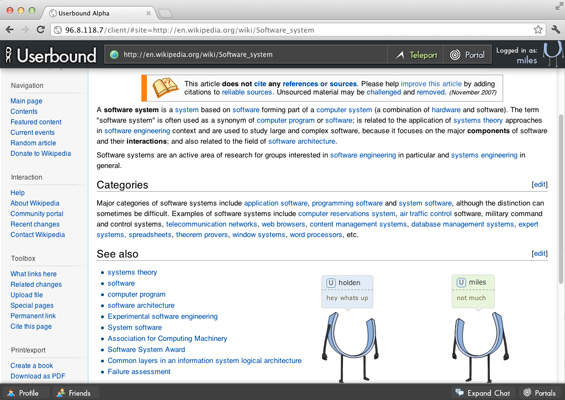 Userbound Alpha
96.8.118.7/client/#site=http://en.wikipedia.org/wiki/Software_system
Userbound
http://en.wikipedia.org/wiki/Software_system
Teleport
Portal
Logged in as:
miles
Navigation
Main page
Contents
Featured content
Current events
Random article
Donate to Wikipedia
Interaction
Help
About Wikipedia
Community portal
Recent changes
Contact Wikipedia
Toolbox
What links here
Related changes
Upload file
Special pages
Permanent link
Cite this page
Print/export
Create a book
Download as PDF
This article does not cite any references or sources. Please help improve this article by adding
citations to reliable sources. Unsourced material may be challenged and removed. (November 2007)
A software system is a system based on software forming part of a computer system (a combination of hardware and software). The term
"software system" is often used as a synonym of computer program or software; is related to the application of systems theory approaches
in software engineering context and are used to study large and complex software, because it focuses on the major components of software
and their interactions; and also related to the field of software architecture.
Software systems are an active area of research for groups interested in software engineering in particular and systems engineering in
general.
Categories
[edit]
Major categories of software systems include application software, programming software and system software, although the distinction can
sometimes be difficult. Examples of software systems include computer reservations system, air traffic control software, military command
and control systems, telecommunication networks, web browsers, content management systems, database management systems, expert
systems, spreadsheets, theorem provers, window systems, word processors, etc.
See also
[edit]
systems theory
software
computer program
software architecture
Experimental software engineering
System software
Association for Computing Machinery
Software System Award
Common layers in an information system logical architecture
Failure assessment
U holden
hey whats up
U miles
not much
Profile
Friends
Expand Chat
Portals